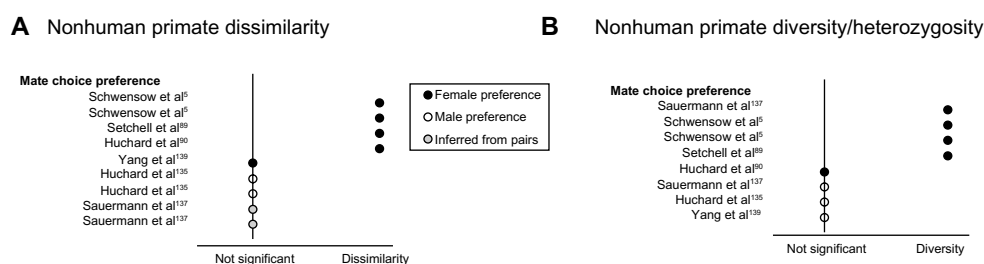 A Nonhuman primate dissimilarity
Mate choice preference
Schwensow et al⁵
Schwensow et al⁵
Setchell et al⁸⁹
Huchard et al⁹⁰
Yang et al¹³⁹
Huchard et al¹³⁵
Huchard et al¹³⁵
Sauermann et al¹³⁷
Sauermann et al¹³⁷
Not significant Dissimilarity
Female preference
Male preference
Inferred from pairs
B Nonhuman primate diversity/heterozygosity
Mate choice preference
Sauermann et al¹³⁷
Schwensow et al⁵
Schwensow et al⁵
Setchell et al⁸⁹
Huchard et al⁹⁰
Sauermann et al¹³⁷
Huchard et al¹³⁵
Yang et al¹³⁹
Not significant Diversity